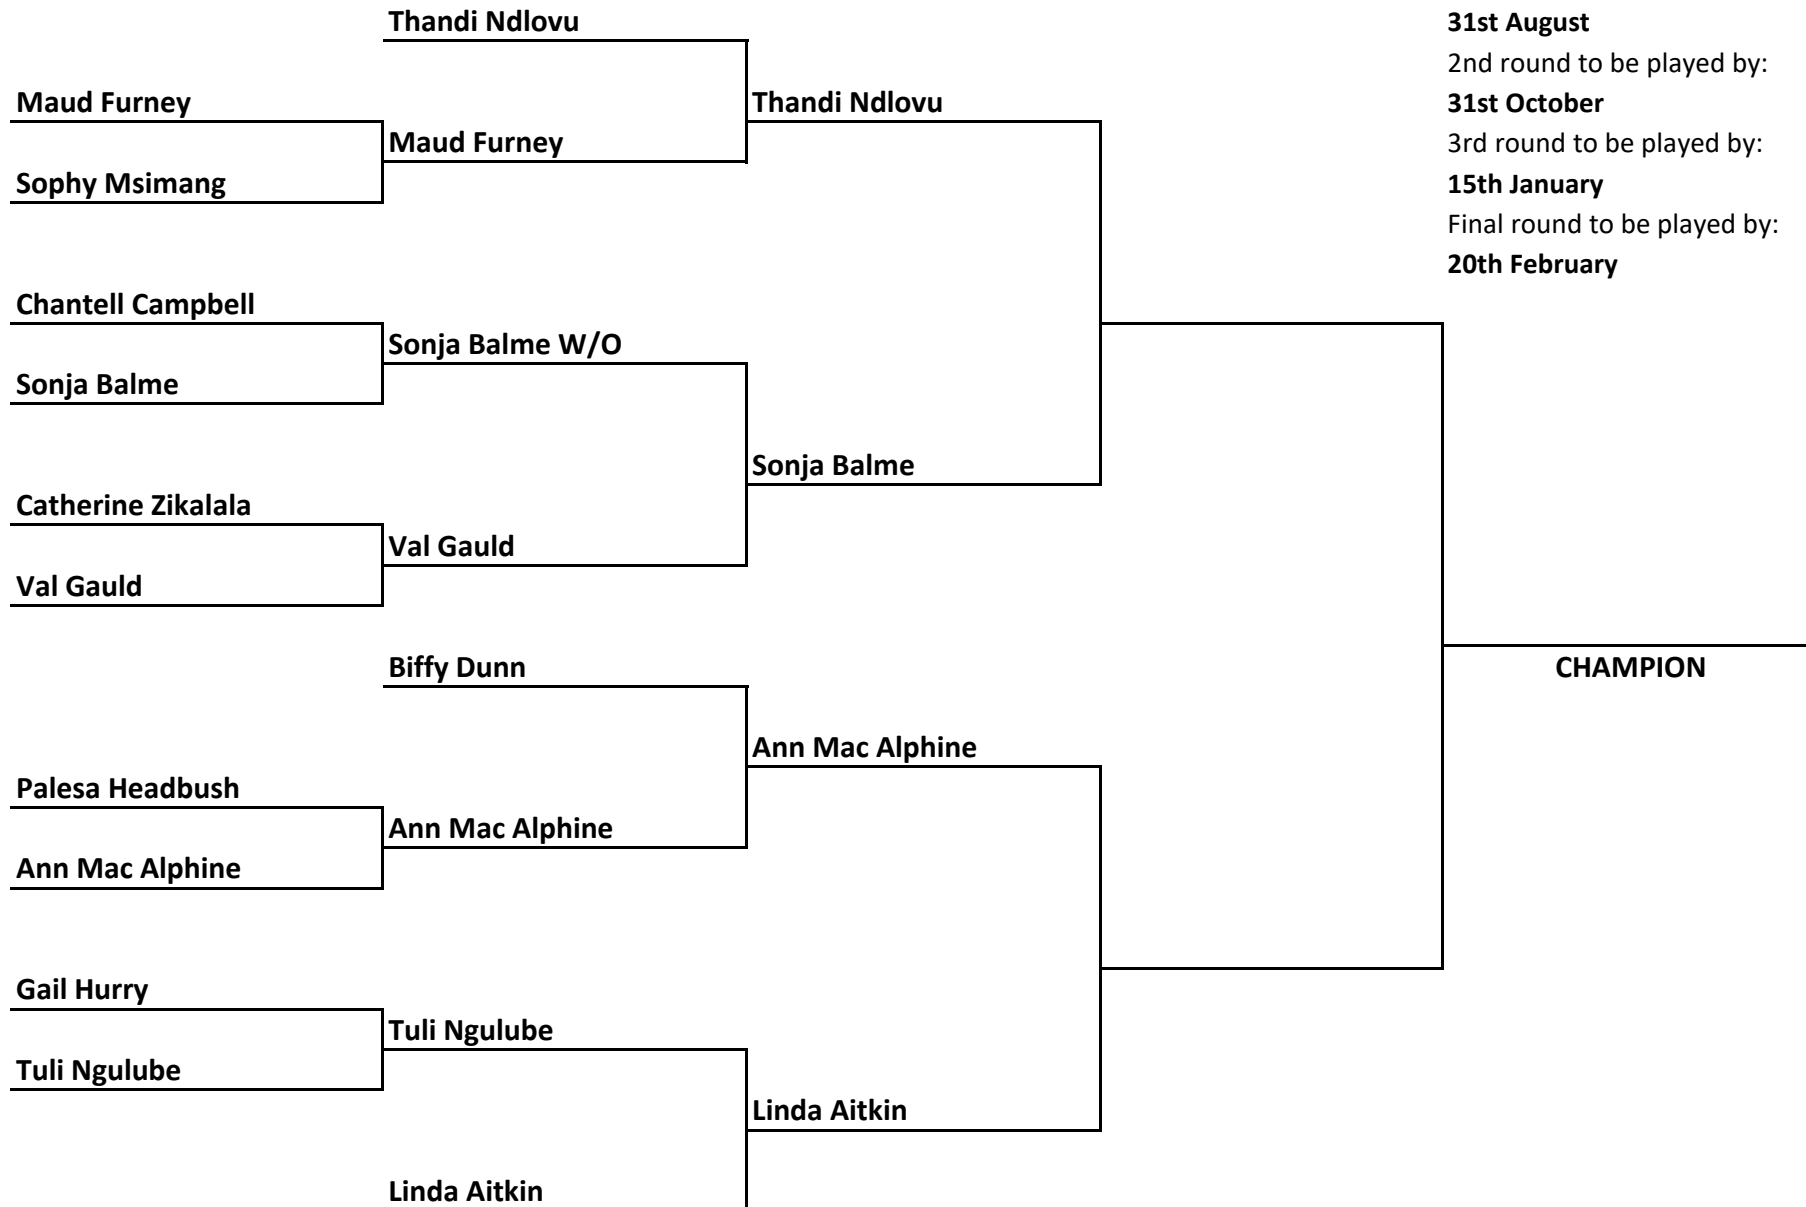 Thandi Ndlovu
31st August
2nd round to be played by:
Maud Furney
Thandi Ndlovu
31st October
Maud Furney
3rd round to be played by:
Sophy Msimang
15th January
Final round to be played by:
20th February
Chantell Campbell
Sonja Balme W/O
Sonja Balme
Sonja Balme
Catherine Zikalala
Val Gauld
Val Gauld
Biffy Dunn
CHAMPION
Ann Mac Alphine
Palesa Headbush
Ann Mac Alphine
Ann Mac Alphine
Gail Hurry
Tuli Ngulube
Tuli Ngulube
Linda Aitkin
Linda Aitkin